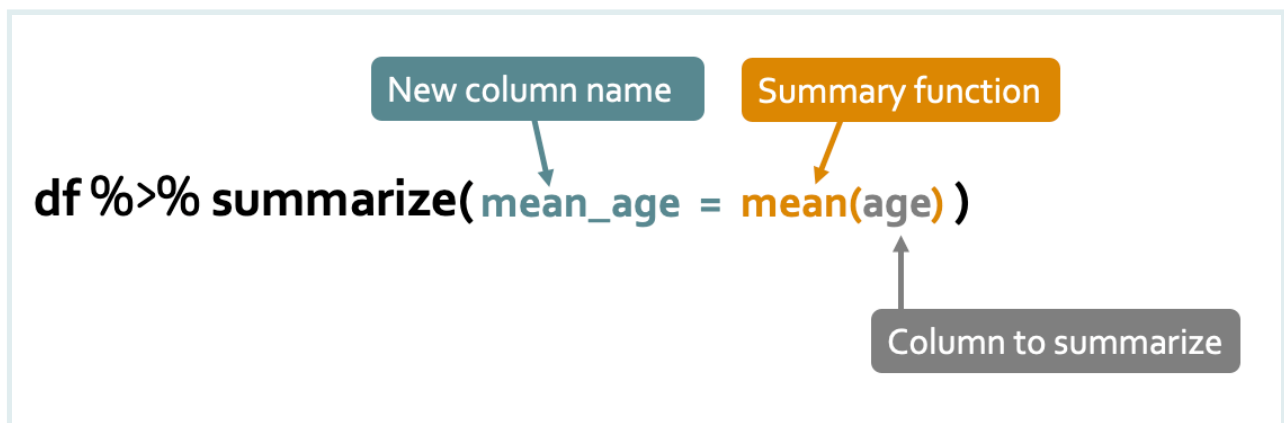 New column name
Summary function
df %>% summarize( mean_age = mean(age) )
Column to summarize